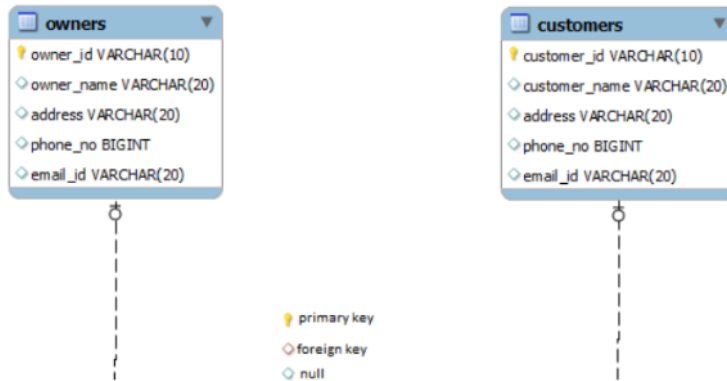 owners
owner_id VARCHAR(10)
owner_name VARCHAR(20)
address VARCHAR(20)
phone_no BIGINT
email_id VARCHAR(20)
customers
customer_id VARCHAR(10)
customer_name VARCHAR(20)
address VARCHAR(20)
phone_no BIGINT
email_id VARCHAR(20)
primary key
foreign key
null